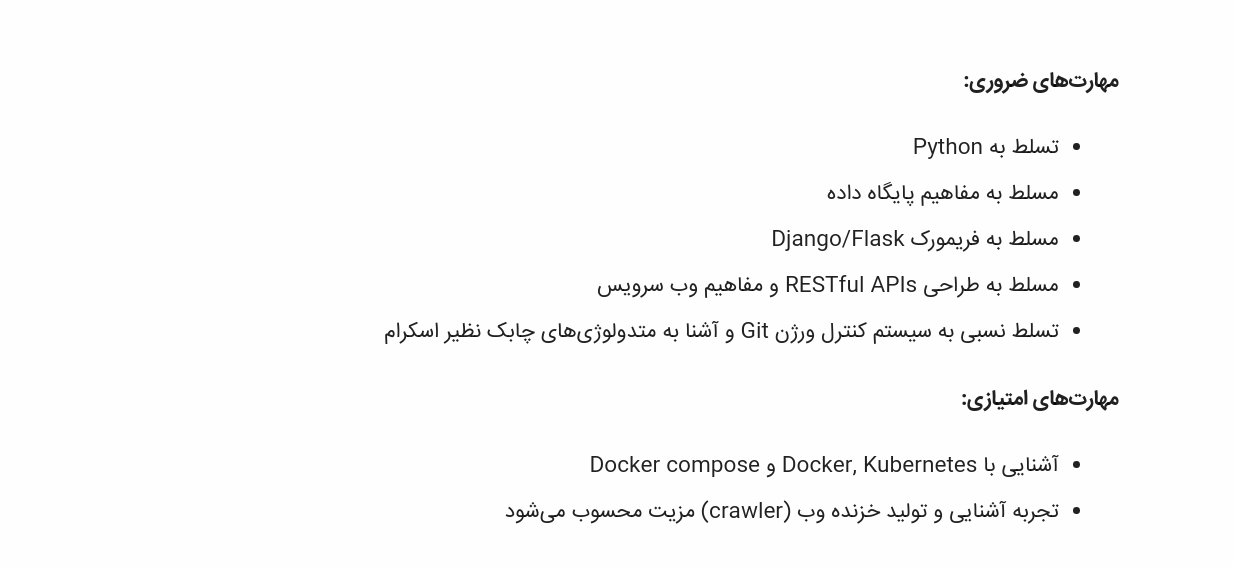 مهارت‌های ضروری:
• تسلط به Python
• مسلط به مفاهیم پایگاه داده
• مسلط به فریمورک Django/Flask
• مسلط به طراحی RESTful APIs و مفاهیم وب سرویس
• تسلط نسبی به سیستم کنترل ورژن Git و آشنا به متدولوژی‌های چابک نظیر اسکرام
مهارت‌های امتیازی:
• آشنایی با Docker, Kubernetes و Docker compose
• تجربه آشنایی و تولید خزنده وب (crawler) مزیت محسوب می‌شود